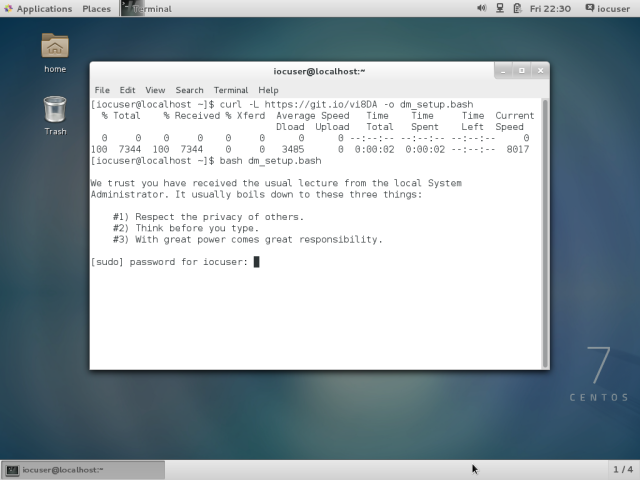 Applications Places Terminal Fri 22:30 iocuser
home
Trash
iocuser@localhost:~
File Edit View Search Terminal Help
[iocuser@localhost ~]$ curl -L https://git.io/vi8DA -o dm_setup.bash
% Total % Received % Xferd Average Speed Time Time Time Current
Dload Upload Total Spent Left Speed
0 0 0 0 0 0 0 0 --:--:-- --:--:-- --:--:-- 0
100 7344 100 7344 0 0 3485 0 0:00:02 0:00:02 --:--:-- 8017
[iocuser@localhost ~]$ bash dm_setup.bash
We trust you have received the usual lecture from the local System
Administrator. It usually boils down to these three things:
#1) Respect the privacy of others.
#2) Think before you type.
#3) With great power comes great responsibility.
[sudo] password for iocuser:
7
CENTOS
iocuser@localhost:~ 1 / 4